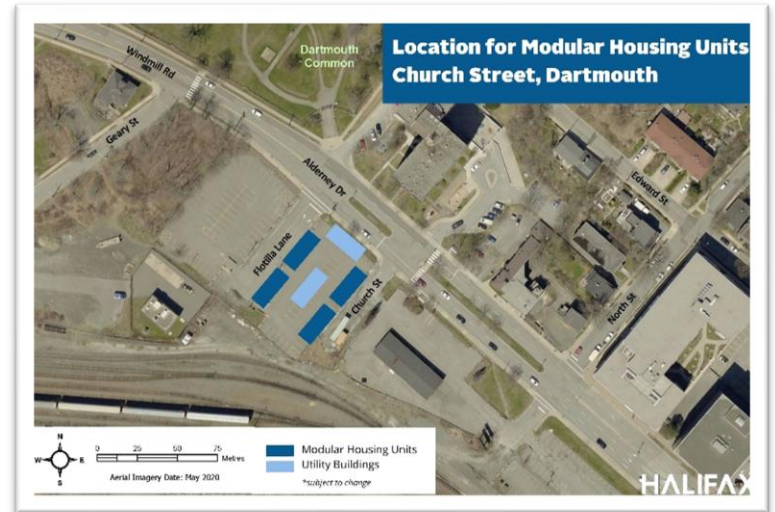 Location for Modular Housing Units
Church Street, Dartmouth
Dartmouth
Common
Windmill Rd
Geary St
Alderney Dr
Edward St
Flotilla Lane
Church St
North St
N
W E
S
0 25 50 75
Metres
Aerial Imagery Date: May 2020
Modular Housing Units
Utility Buildings
*subject to change
HALIFAX